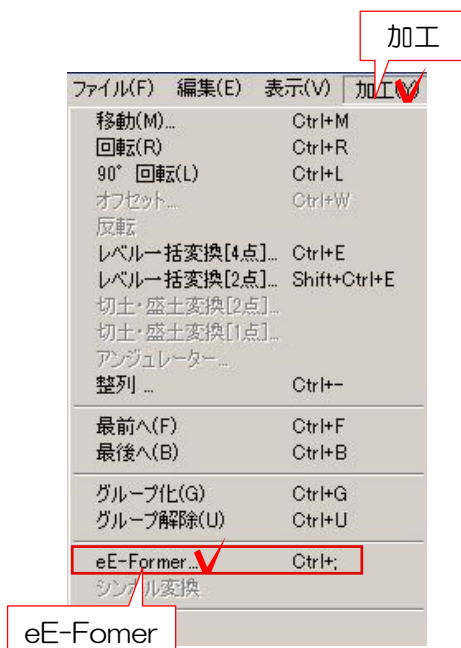 加工
ファイル(F) 編集(E) 表示(V) 加工(Y)
移動(M)... Ctrl+M
回転(R) Ctrl+R
90° 回転(L) Ctrl+L
オフセット... Ctrl+W
反転
レベル一括変換[4点]... Ctrl+E
レベル一括変換[2点]... Shift+Ctrl+E
切土・盛土変換[2点]...
切土・盛土変換[1点]...
アンジュレーター...
整列 ... Ctrl+-
最前へ(F) Ctrl+F
最後へ(B) Ctrl+B
グループ化(G) Ctrl+G
グループ解除(U) Ctrl+U
eE-Former... Ctrl+;
シンボル変換
eE-Fomer